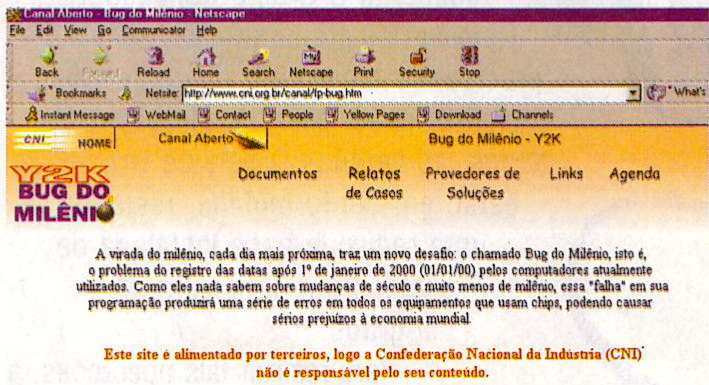 Canal Aberto - Bug do Milênio - Netscape
File Edit View Go Communicator Help
Back Forward Reload Home Search Netscape Print Security Stop
Bookmarks Netsite: http://www.cni.org.br/canal/fp-bug.htm What's
Instant Message WebMail Contact People Yellow Pages Download Channels
CNI HOME Canal Aberto Bug do Milênio - Y2K
Y2K
BUG DO
MILÊNIO
Documentos Relatos de Casos Provedores de Soluções Links Agenda
A virada do milênio, cada dia mais próxima, traz um novo desafio: o chamado Bug do Milênio, isto é,
o problema do registro das datas após 1º de janeiro de 2000 (01/01/00) pelos computadores atualmente
utilizados. Como eles nada sabem sobre mudanças de século e muito menos de milênio, essa "falha" em sua
programação produzirá uma série de erros em todos os equipamentos que usam chips, podendo causar
sérios prejuízos à economia mundial.
Este site é alimentado por terceiros, logo a Confederação Nacional da Indústria (CNI)
não é responsável pelo seu conteúdo.